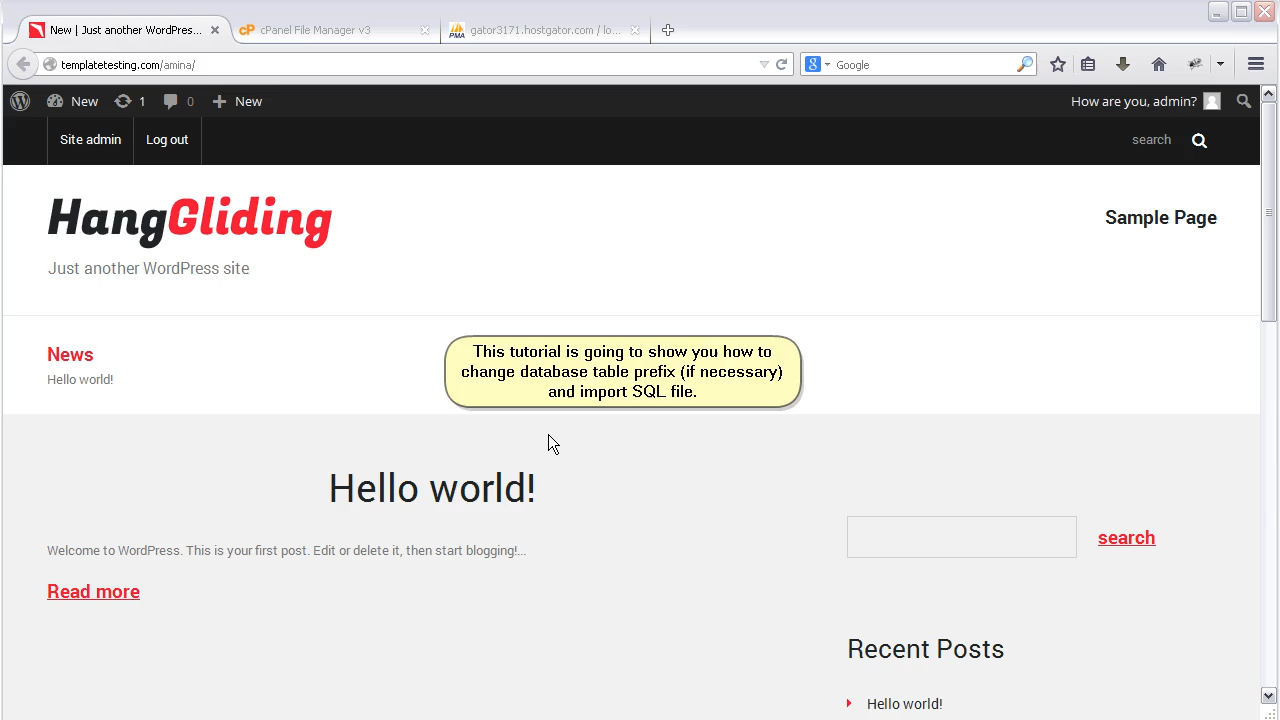 New | Just another WordPress...
cPanel File Manager v3
gator3171.hostgator.com / lo...
templatetesting.com/amina/
Google
New
1
0
New
How are you, admin?
Site admin
Log out
search
HangGliding
Sample Page
Just another WordPress site
News
Hello world!
This tutorial is going to show you how to
change database table prefix (if necessary)
and import SQL file.
Hello world!
Welcome to WordPress. This is your first post. Edit or delete it, then start blogging!...
search
Read more
Recent Posts
Hello world!